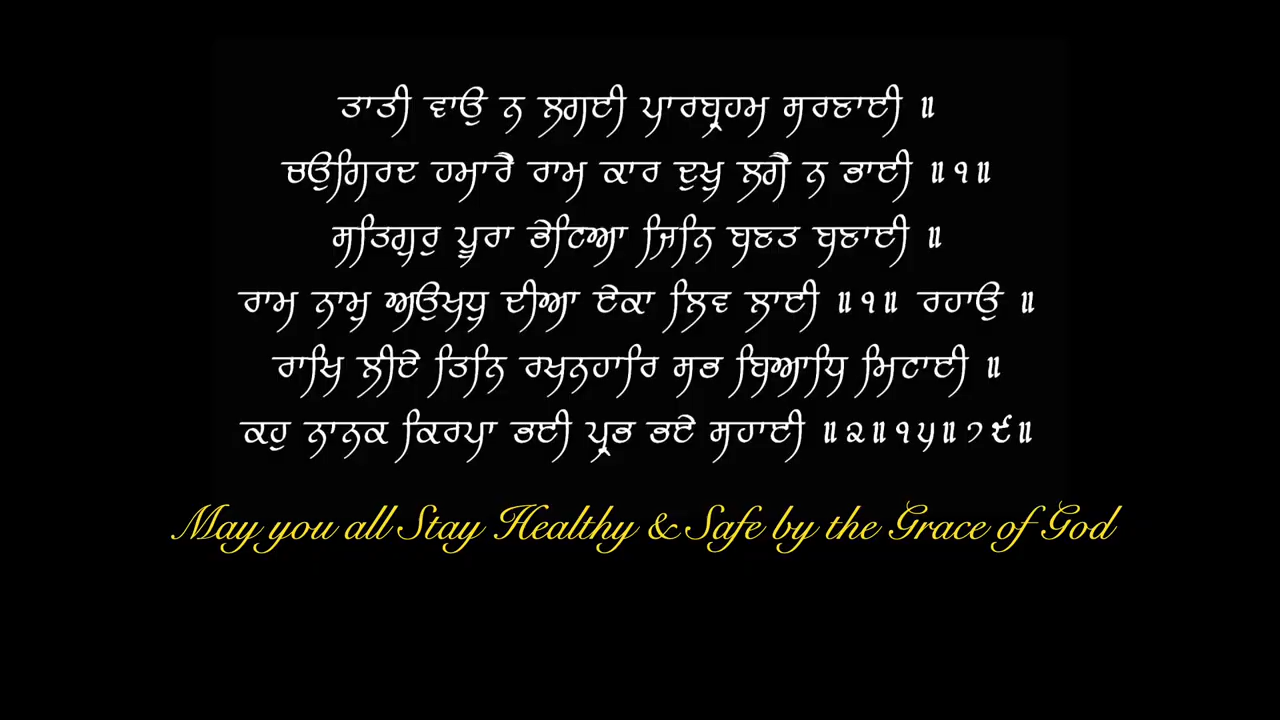 ਤਾਤੀ ਵਾਉ ਨ ਲਗਈ ਪਾਰਬ੍ਰਹਮ ਸਰਣਾਈ ॥
ਚਉਗਿਰਦ ਹਮਾਰੈ ਰਾਮ ਕਾਰ ਦੁਖੁ ਲਗੈ ਨ ਭਾਈ ॥੧॥
ਸਤਿਗੁਰੁ ਪੂਰਾ ਭੇਟਿਆ ਜਿਨਿ ਬਣਤ ਬਣਾਈ ॥
ਰਾਮ ਨਾਮੁ ਅਉਖਧੁ ਦੀਆ ਏਕਾ ਲਿਵ ਲਾਈ ॥੧॥ ਰਹਾਉ ॥
ਰਾਖਿ ਲੀਏ ਤਿਨਿ ਰਖਨਹਾਰਿ ਸਭ ਬਿਆਧਿ ਮਿਟਾਈ ॥
ਕਹੁ ਨਾਨਕ ਕਿਰਪਾ ਭਈ ਪ੍ਰਭ ਭਏ ਸਹਾਈ ॥੨॥੧੫॥੭੯॥
May you all Stay Healthy & Safe by the Grace of God